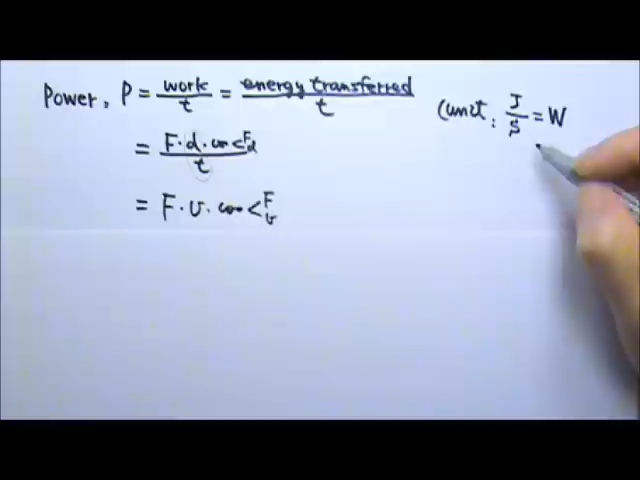 Power, P = work/t = energy transferred/t (unit: J/S = W
= F·d·cos<F d/t
= F·v·cos<F v